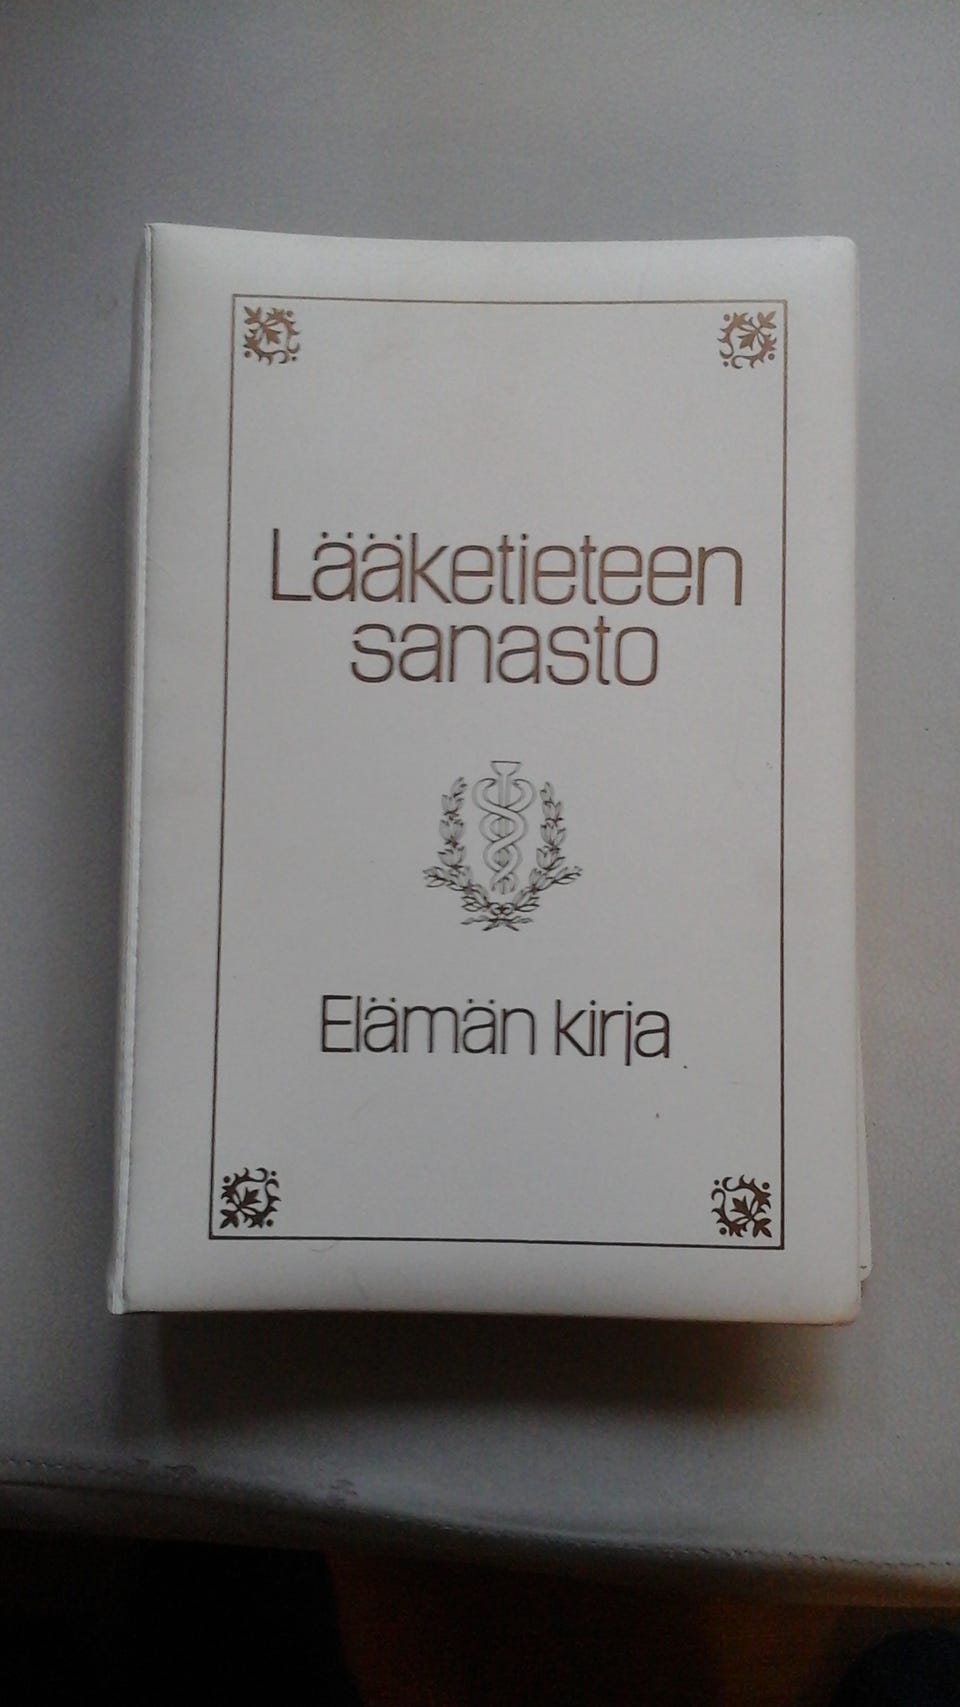 Lääketieteen
sanasto
Elämän kirja